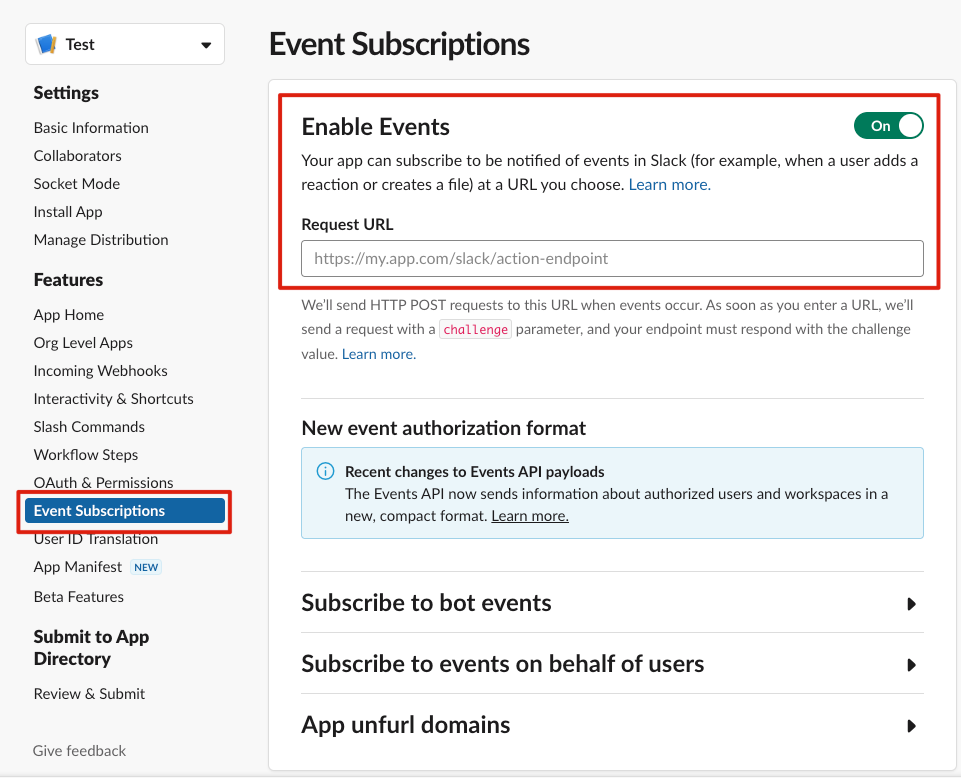 Test
Settings
Basic Information
Collaborators
Socket Mode
Install App
Manage Distribution
Features
App Home
Org Level Apps
Incoming Webhooks
Interactivity & Shortcuts
Slash Commands
Workflow Steps
OAuth & Permissions
Event Subscriptions
User ID Translation
App Manifest NEW
Beta Features
Submit to App
Directory
Review & Submit
Give feedback
Event Subscriptions
Enable Events
On
Your app can subscribe to be notified of events in Slack (for example, when a user adds a
reaction or creates a file) at a URL you choose. Learn more.
Request URL
https://my.app.com/slack/action-endpoint
We’ll send HTTP POST requests to this URL when events occur. As soon as you enter a URL, we’ll
send a request with a challenge parameter, and your endpoint must respond with the challenge
value. Learn more.
New event authorization format
Recent changes to Events API payloads
The Events API now sends information about authorized users and workspaces in a
new, compact format. Learn more.
Subscribe to bot events
Subscribe to events on behalf of users
App unfurl domains